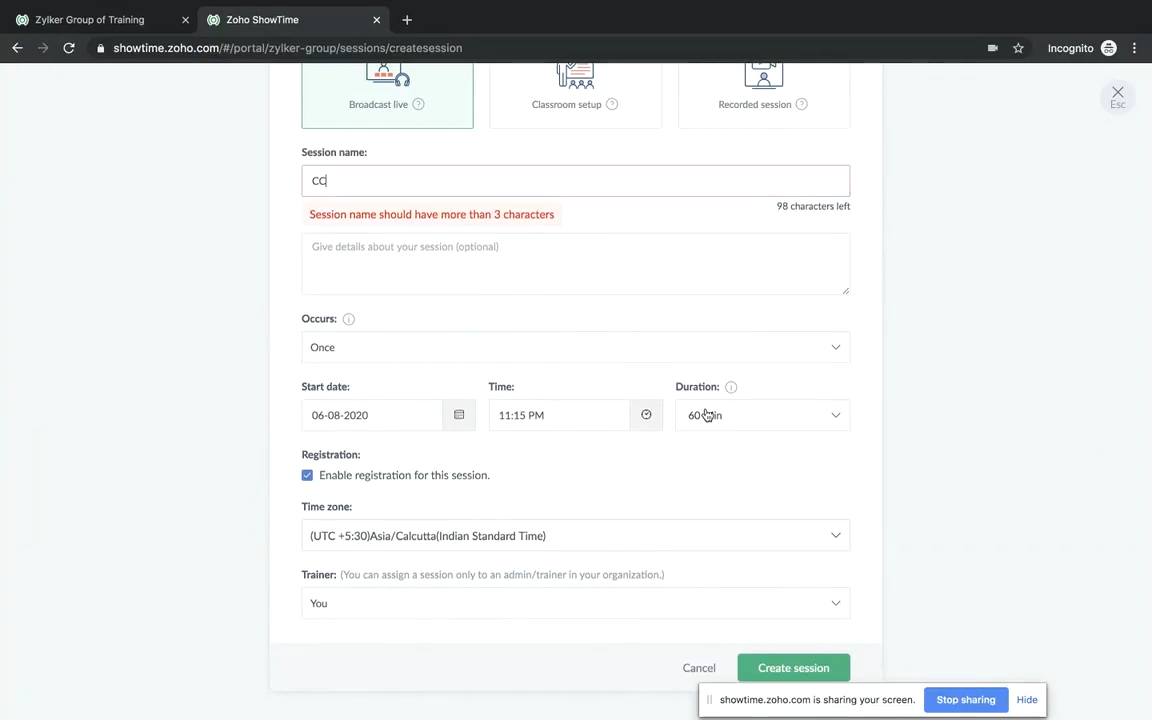 Zylker Group of Training
Zoho ShowTime
showtime.zoho.com/#/portal/zylker-group/sessions/createsession
Incognito
Esc
Broadcast live ?
Classroom setup ?
Recorded session ?
Session name:
CC
98 characters left
Session name should have more than 3 characters
Give details about your session (optional)
Occurs: i
Once
Start date:
Time:
Duration: i
06-08-2020
11:15 PM
60 min
Registration:
Enable registration for this session.
Time zone:
(UTC +5:30)Asia/Calcutta(Indian Standard Time)
Trainer: (You can assign a session only to an admin/trainer in your organization.)
You
Cancel
Create session
showtime.zoho.com is sharing your screen.
Stop sharing
Hide